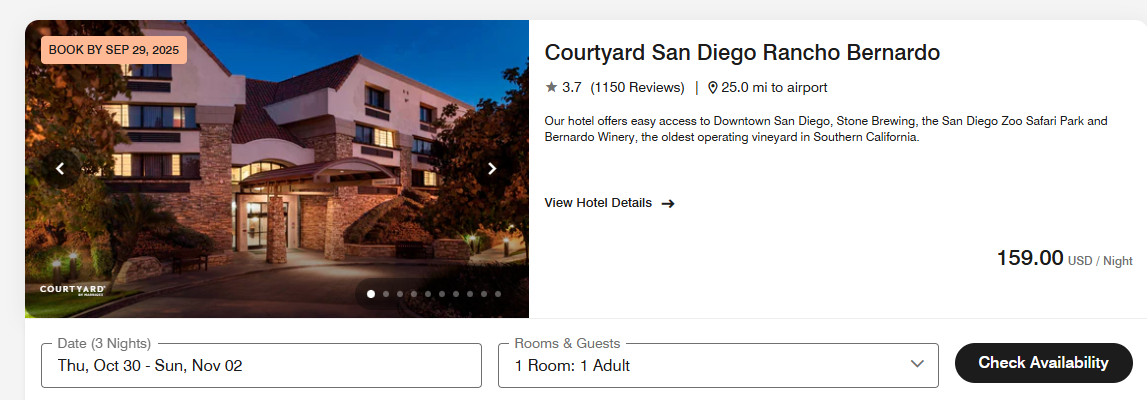 BOOK BY SEP 29, 2025
COURTYARD
BY MARRIOTT
Courtyard San Diego Rancho Bernardo
3.7 (1150 Reviews) | 25.0 mi to airport
Our hotel offers easy access to Downtown San Diego, Stone Brewing, the San Diego Zoo Safari Park and
Bernardo Winery, the oldest operating vineyard in Southern California.
View Hotel Details
159.00 USD / Night
Date (3 Nights)
Thu, Oct 30 - Sun, Nov 02
Rooms & Guests
1 Room: 1 Adult
Check Availability